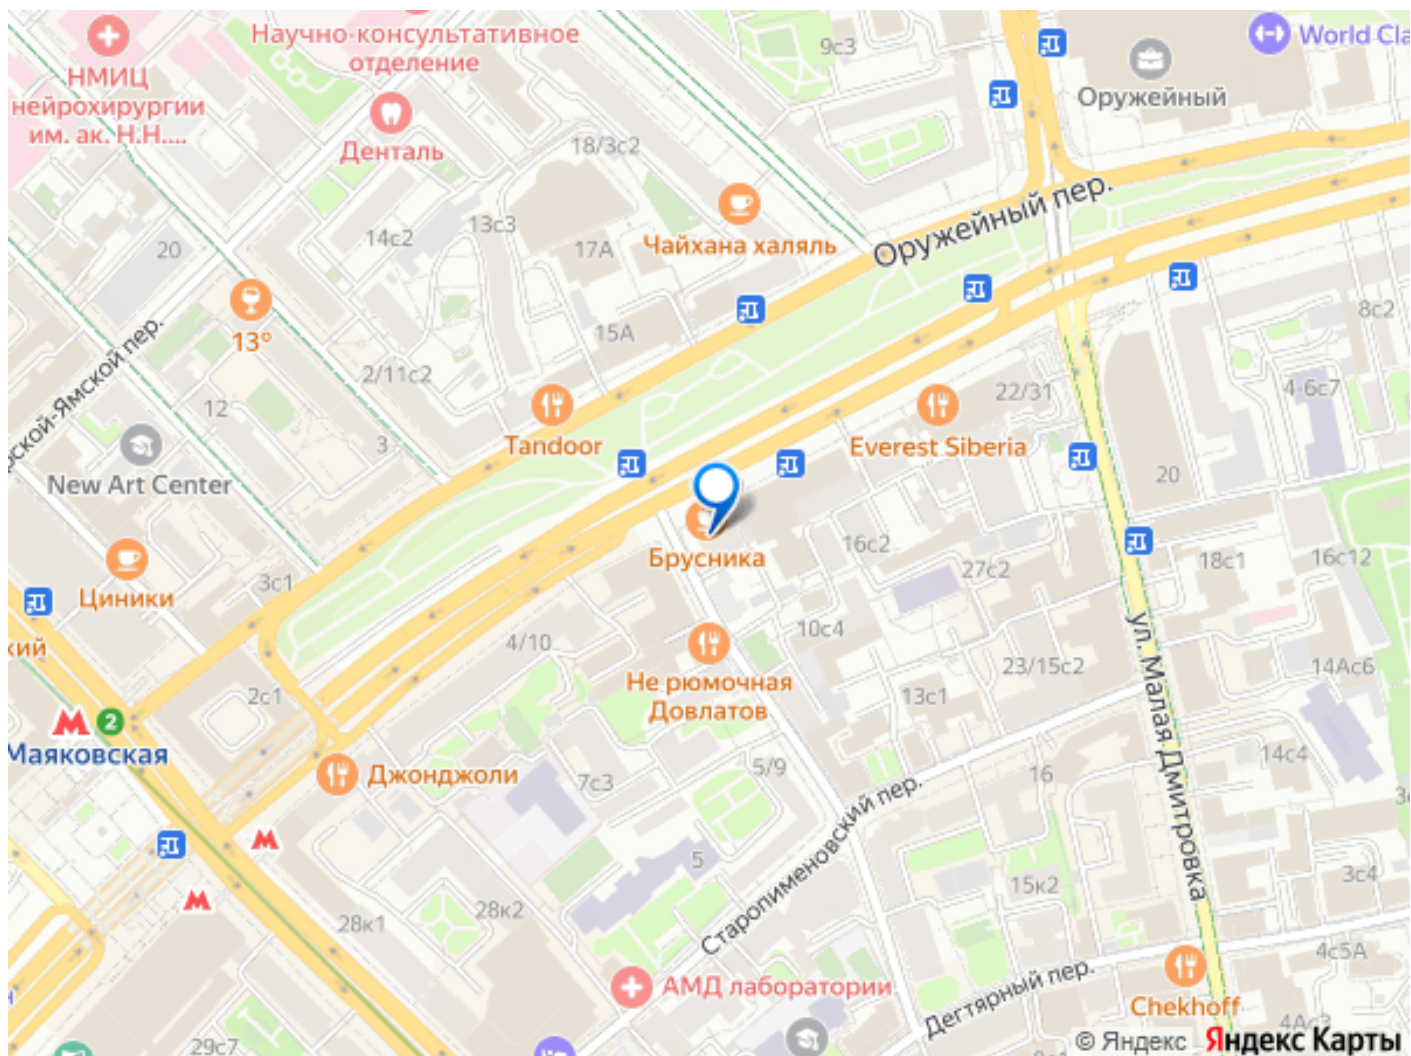 Научно-консультативное
отделение
9с3
World Cla
НМИЦ
нейрохирургии
им. ак. Н.Н....
Оружейный
Денталь
18/3с2
Оружейный пер.
13с3
14с2
17А
Чайхана халяль
20
13°
15А
8с2
2/11с2
22/31
4-6с7
12
3
Tandoor
Everest Siberia
ской-Ямской пер.
New Art Center
20
Брусника
16с2
27с2
18с1
16с12
Циники
3с1
кий
4/10
10с4
ул. Малая Дмитровка
23/15с2
14Ас6
Не рюмочная
Довлатов
13с1
2с1
2
Маяковская
Джонджоли
7с3
5/9
16
14с4
Старопименовский пер.
5
15к2
3с4
28к1
28к2
АМД лаборатории
Дегтярный пер.
4с5А
Chekhoff
29с7
© Яндекс Яндекс Карты